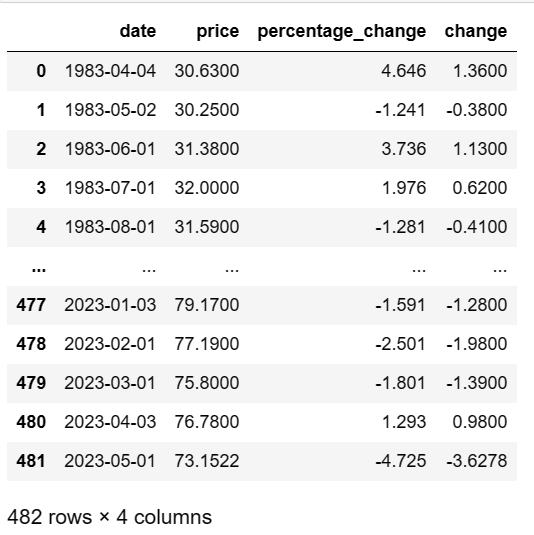 date price percentage_change change
0 1983-04-04 30.6300 4.646 1.3600
1 1983-05-02 30.2500 -1.241 -0.3800
2 1983-06-01 31.3800 3.736 1.1300
3 1983-07-01 32.0000 1.976 0.6200
4 1983-08-01 31.5900 -1.281 -0.4100
... ... ... ... ...
477 2023-01-03 79.1700 -1.591 -1.2800
478 2023-02-01 77.1900 -2.501 -1.9800
479 2023-03-01 75.8000 -1.801 -1.3900
480 2023-04-03 76.7800 1.293 0.9800
481 2023-05-01 73.1522 -4.725 -3.6278
482 rows × 4 columns